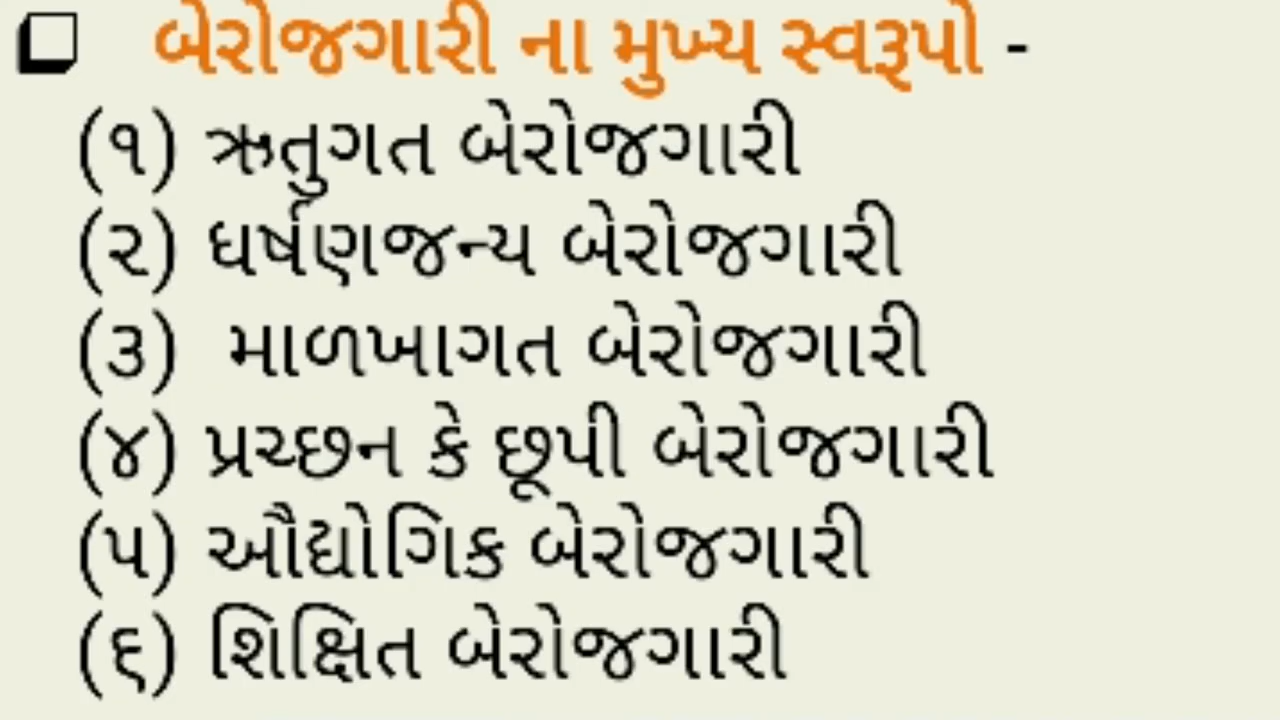 ❑ બેરોજગારી ના મુખ્ય સ્વરૂપો -
(૧) ઋતુગત બેરોજગારી
(૨) ધર્ષણજન્ય બેરોજગારી
(૩) માળખાગત બેરોજગારી
(૪) પ્રચ્છન કે છૂપી બેરોજગારી
(૫) ઔદ્યોગિક બેરોજગારી
(૬) શિક્ષિત બેરોજગારી